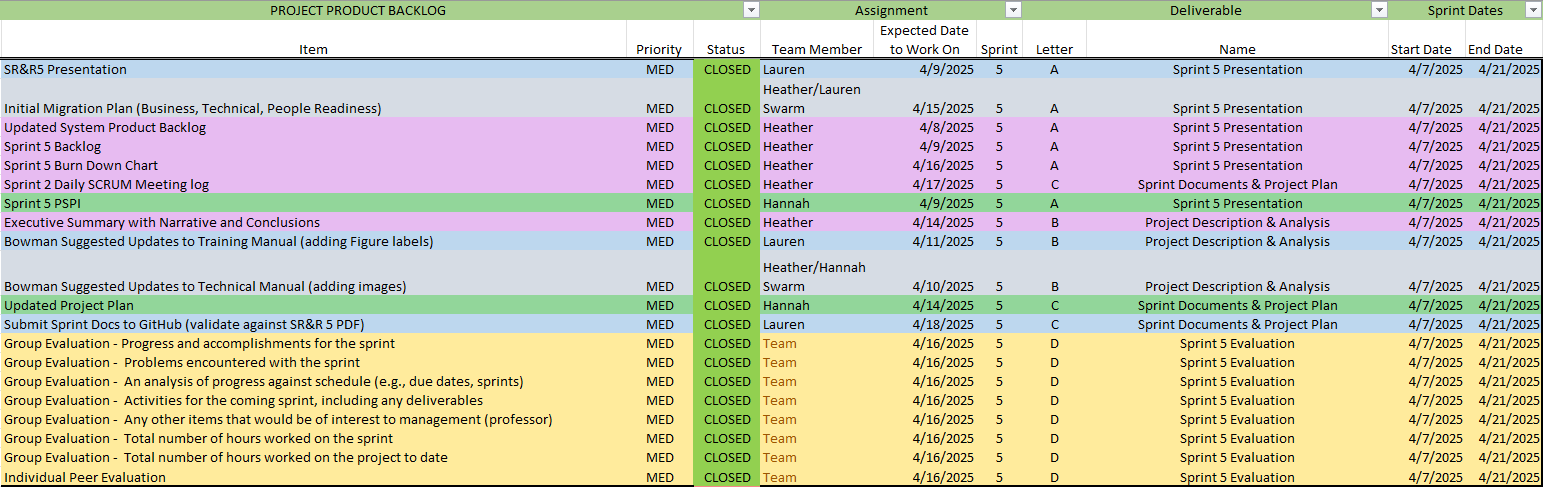 PROJECT PRODUCT BACKLOG Assignment Deliverable Sprint Dates
Expected Date
Item Priority Status Team Member to Work On Sprint Letter Name Start Date End Date
SR&R5 Presentation MED CLOSED Lauren 4/9/2025 5 A Sprint 5 Presentation 4/7/2025 4/21/2025
Heather/Lauren
Initial Migration Plan (Business, Technical, People Readiness) MED CLOSED Swarm 4/15/2025 5 A Sprint 5 Presentation 4/7/2025 4/21/2025
Updated System Product Backlog MED CLOSED Heather 4/8/2025 5 A Sprint 5 Presentation 4/7/2025 4/21/2025
Sprint 5 Backlog MED CLOSED Heather 4/9/2025 5 A Sprint 5 Presentation 4/7/2025 4/21/2025
Sprint 5 Burn Down Chart MED CLOSED Heather 4/16/2025 5 A Sprint 5 Presentation 4/7/2025 4/21/2025
Sprint 2 Daily SCRUM Meeting log MED CLOSED Heather 4/17/2025 5 C Sprint Documents & Project Plan 4/7/2025 4/21/2025
Sprint 5 PSPI MED CLOSED Hannah 4/9/2025 5 A Sprint 5 Presentation 4/7/2025 4/21/2025
Executive Summary with Narrative and Conclusions MED CLOSED Heather 4/14/2025 5 B Project Description & Analysis 4/7/2025 4/21/2025
Bowman Suggested Updates to Training Manual (adding Figure labels) MED CLOSED Lauren 4/11/2025 5 B Project Description & Analysis 4/7/2025 4/21/2025
Heather/Hannah
Bowman Suggested Updates to Technical Manual (adding images) MED CLOSED Swarm 4/10/2025 5 B Project Description & Analysis 4/7/2025 4/21/2025
Updated Project Plan MED CLOSED Hannah 4/14/2025 5 C Sprint Documents & Project Plan 4/7/2025 4/21/2025
Submit Sprint Docs to GitHub (validate against SR&R 5 PDF) MED CLOSED Lauren 4/18/2025 5 C Sprint Documents & Project Plan 4/7/2025 4/21/2025
Group Evaluation - Progress and accomplishments for the sprint MED CLOSED Team 4/16/2025 5 D Sprint 5 Evaluation 4/7/2025 4/21/2025
Group Evaluation - Problems encountered with the sprint MED CLOSED Team 4/16/2025 5 D Sprint 5 Evaluation 4/7/2025 4/21/2025
Group Evaluation - An analysis of progress against schedule (e.g., due dates, sprints) MED CLOSED Team 4/16/2025 5 D Sprint 5 Evaluation 4/7/2025 4/21/2025
Group Evaluation - Activities for the coming sprint, including any deliverables MED CLOSED Team 4/16/2025 5 D Sprint 5 Evaluation 4/7/2025 4/21/2025
Group Evaluation - Any other items that would be of interest to management (professor) MED CLOSED Team 4/16/2025 5 D Sprint 5 Evaluation 4/7/2025 4/21/2025
Group Evaluation - Total number of hours worked on the sprint MED CLOSED Team 4/16/2025 5 D Sprint 5 Evaluation 4/7/2025 4/21/2025
Group Evaluation - Total number of hours worked on the project to date MED CLOSED Team 4/16/2025 5 D Sprint 5 Evaluation 4/7/2025 4/21/2025
Individual Peer Evaluation MED CLOSED Team 4/16/2025 5 D Sprint 5 Evaluation 4/7/2025 4/21/2025